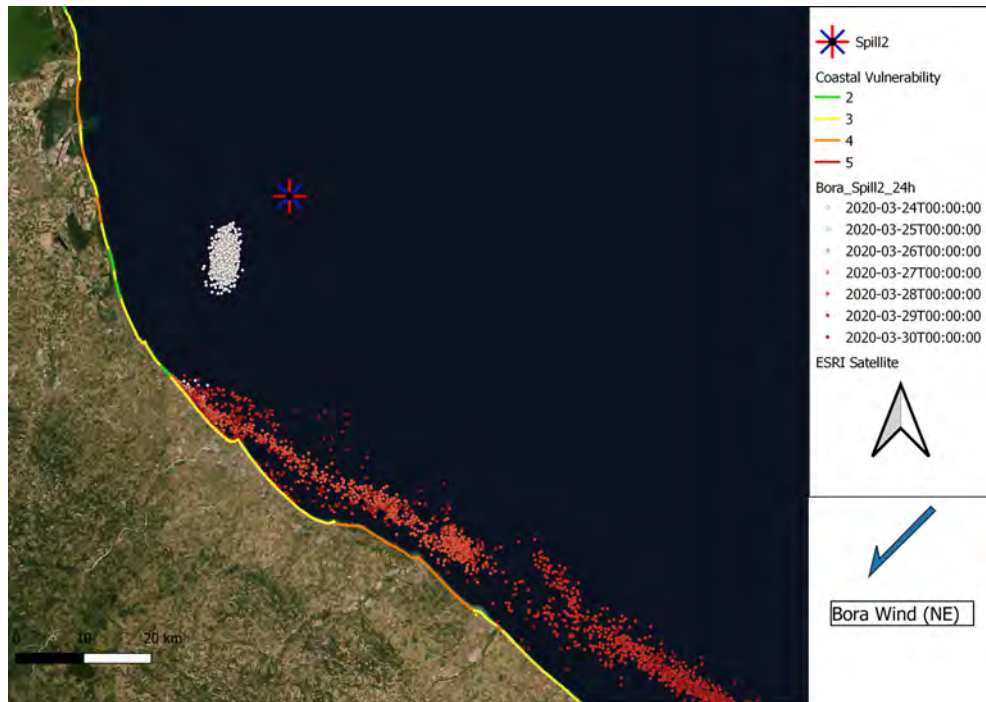 Spill2
Coastal Vulnerability
2
3
4
5
Bora_Spill2_24h
2020-03-24T00:00:00
2020-03-25T00:00:00
2020-03-26T00:00:00
2020-03-27T00:00:00
2020-03-28T00:00:00
2020-03-29T00:00:00
2020-03-30T00:00:00
ESRI Satellite
Bora Wind (NE)
0 10 20 km